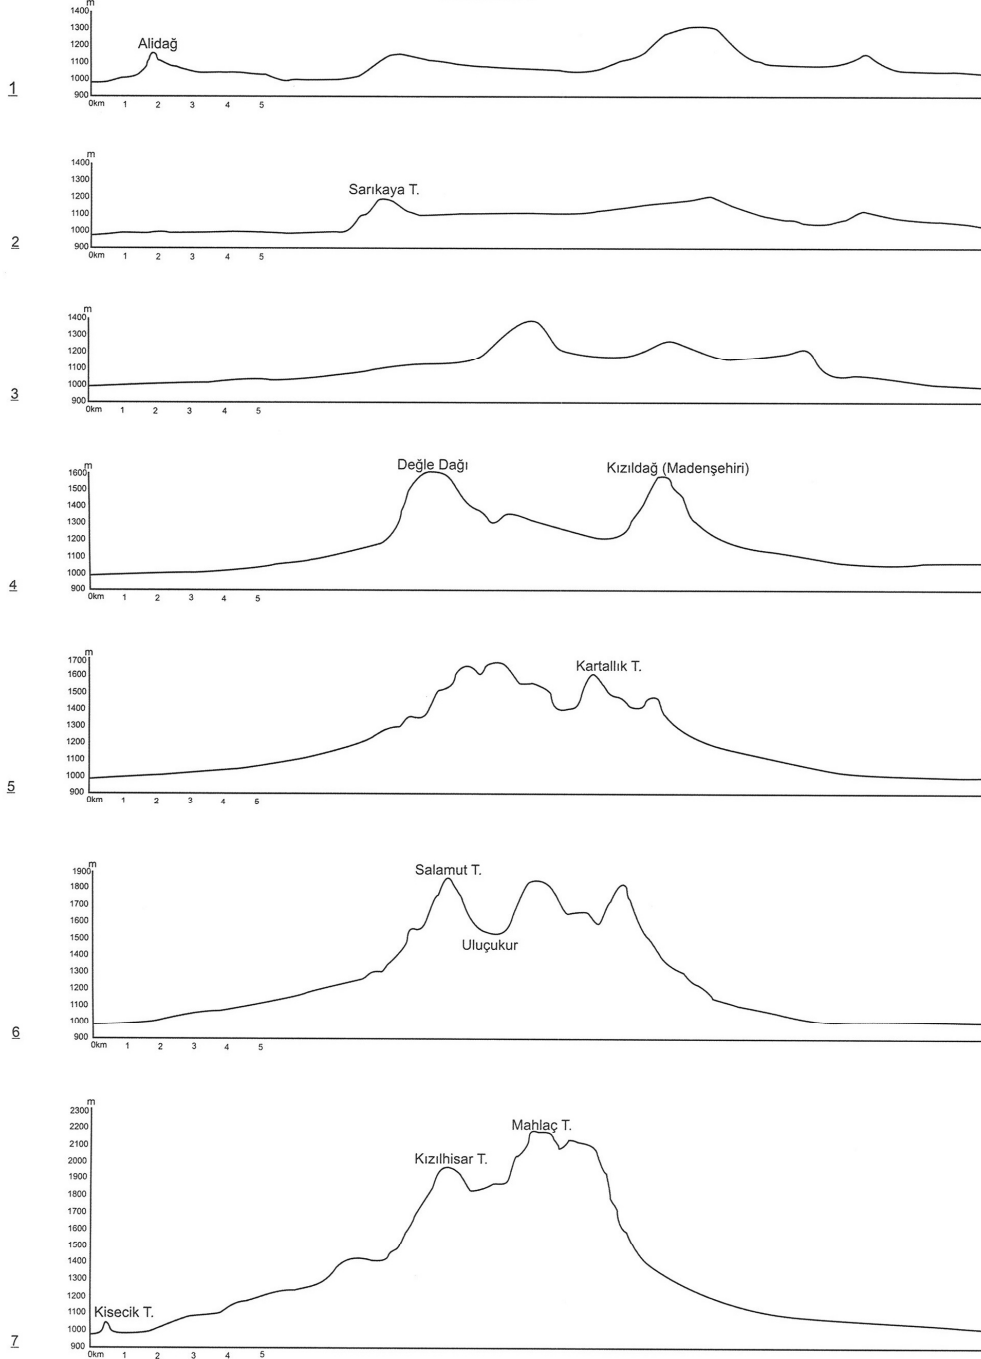 m
1400
1300
1200
1100
1000
900
Alidağ
0km 1 2 3 4 5
1
m
1400
1300
1200
1100
1000
900
Sarıkaya T.
0km 1 2 3 4 5
2
m
1400
1300
1200
1100
1000
900
0km 1 2 3 4 5
3
m
1600
1500
1400
1300
1200
1100
1000
900
Değle Dağı
Kızıldağ (Madenşehiri)
0km 1 2 3 4 5
4
m
1700
1600
1500
1400
1300
1200
1100
1000
900
Kartallık T.
0km 1 2 3 4 5
5
m
1900
1800
1700
1600
1500
1400
1300
1200
1100
1000
900
Salamut T.
Uluçukur
0km 1 2 3 4 5
6
m
2300
2200
2100
2000
1900
1800
1700
1600
1500
1400
1300
1200
1100
1000
900
Mahlaç T.
Kızılhisar T.
Kisecik T.
0km 1 2 3 4 5
7